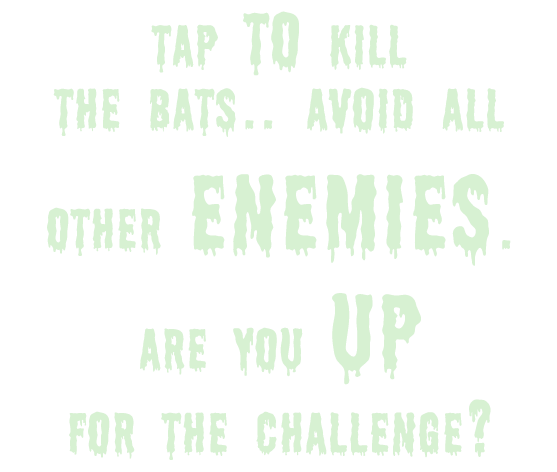 TAP TO KILL
THE BATS.. AVOID ALL
OTHER ENEMIES.
ARE YOU UP
FOR THE CHALLENGE?